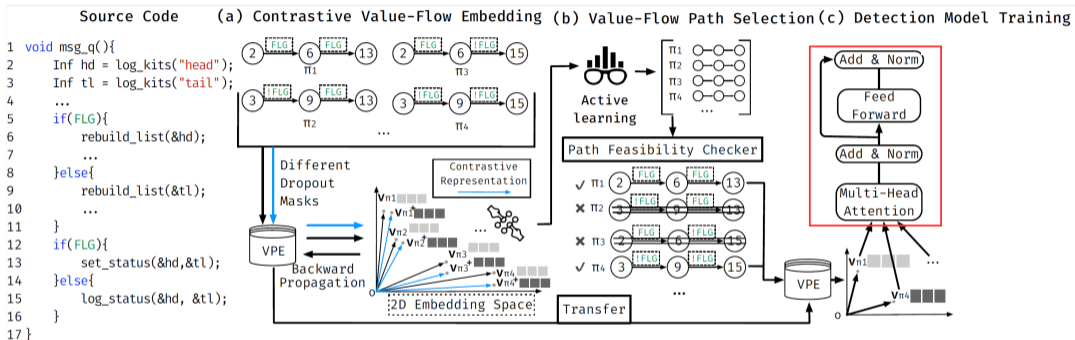 Source Code
(a) Contrastive Value-Flow Embedding
(b) Value-Flow Path Selection
(c) Detection Model Training
1 void msg_q(){
2 Inf hd = log_kits("head");
3 Inf tl = log_kits("tail");
4 ...
5 if(FLG){
6 rebuild_list(&hd);
7 ...
8 }else{
9 rebuild_list(&tl);
10 ...
11 }
12 if(FLG){
13 set_status(&hd,&tl);
14 }else{
15 log_status(&hd, &tl);
16 }
17 }
2 FLG 6 FLG 13
π1
2 FLG 6 !FLG 15
π3
3 !FLG 9 FLG 13
π2
3 !FLG 9 !FLG 15
π4
...
Different
Dropout
Masks
Contrastive
Representation
VPE
Backward
Propagation
Vπ1
Vπ1+
Vπ2
Vπ2+
Vπ3
Vπ3+
Vπ4
Vπ4+
O
2D Embedding Space
Active
learning
π1
π2
π3
π4
...
Path Feasibility Checker
✓ π1 2 FLG 6 FLG 13
✗ π2 3 !FLG 9 FLG 13
✗ π3 2 FLG 6 !FLG 15
✓ π4 3 !FLG 9 !FLG 15
...
Transfer
VPE
Add & Norm
Feed
Forward
Add & Norm
Multi-Head
Attention
Vπ1
...
Vπ4
O